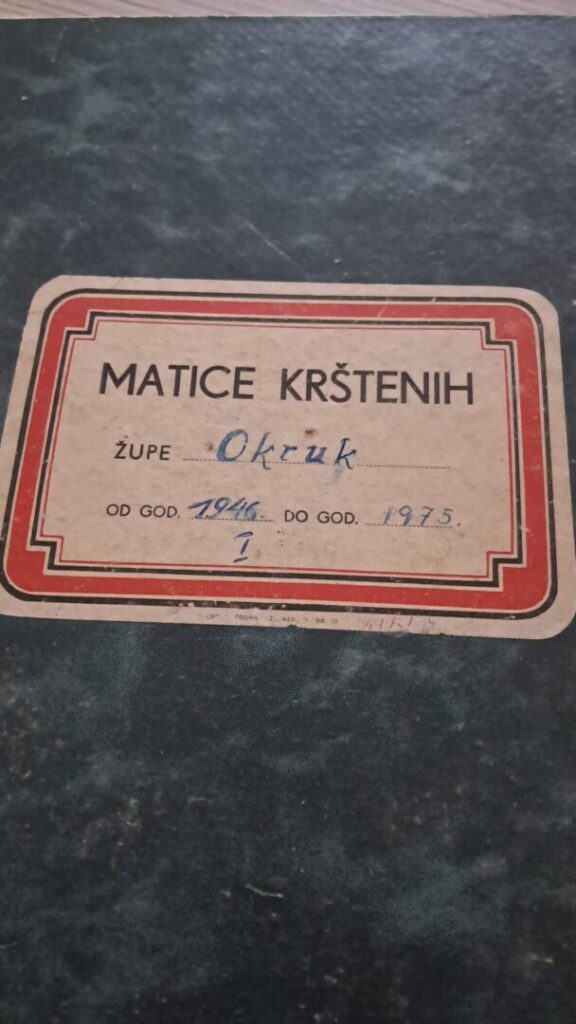 MATICE KRŠTENIH
ŽUPE Okruk
OD GOD. 1946. DO GOD. 1975.
I